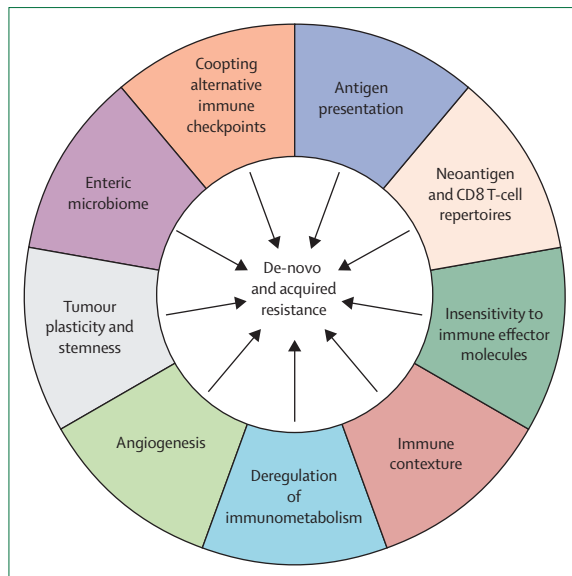 Coopting
alternative
immune
checkpoints
Antigen
presentation
Neoantigen
and CD8 T-cell
repertoires
Insensitivity to
immune effector
molecules
Immune
contexture
Deregulation
of
immunometabolism
Angiogenesis
Tumour
plasticity and
stemness
Enteric
microbiome
De-novo
and acquired
resistance